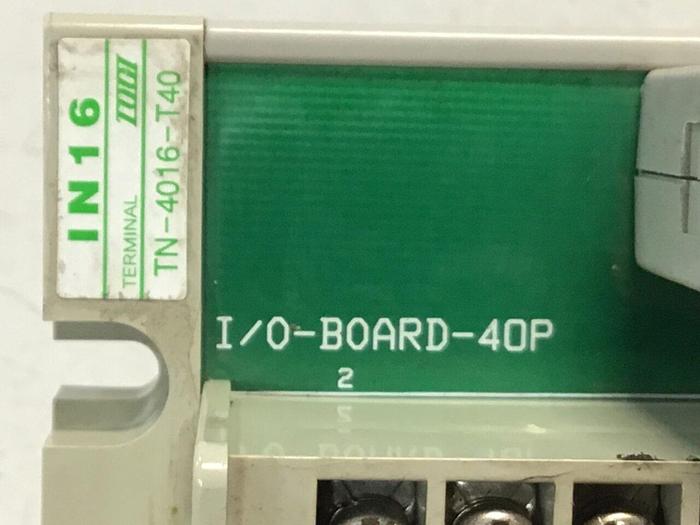 IN16
TERMINAL
TN-4016-T40
I/O-BOARD-40P
2